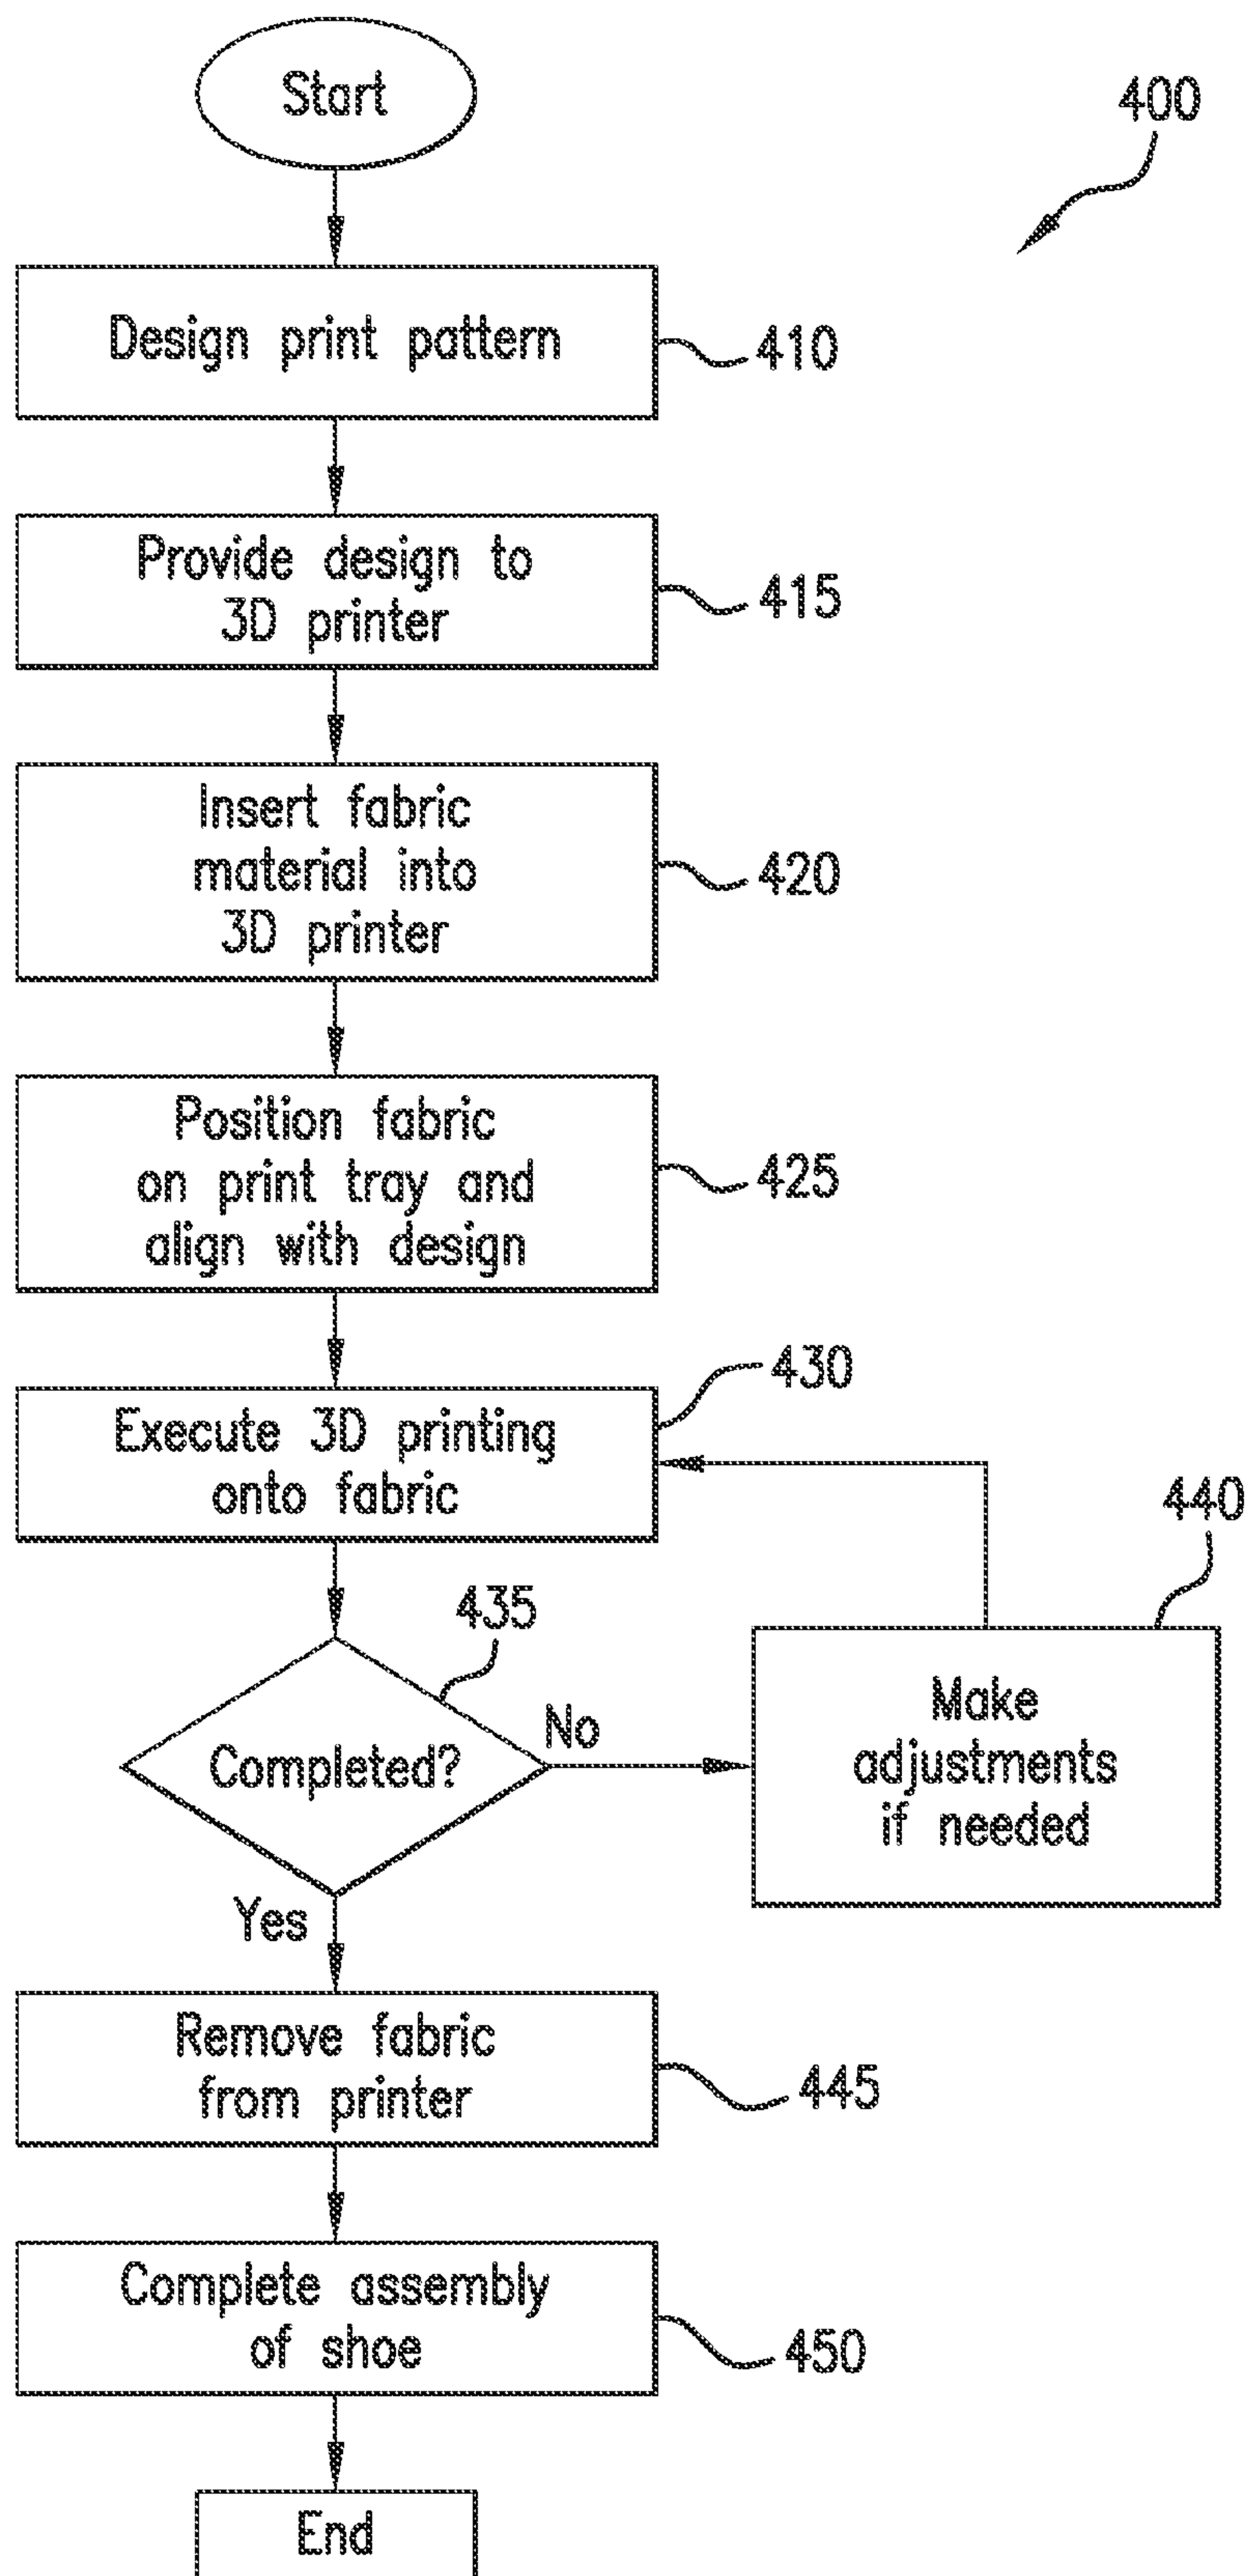 Start
400
Design print pattern
410
Provide design to
3D printer
415
Insert fabric
material into
3D printer
420
Position fabric
on print tray and
align with design
425
Execute 3D printing
onto fabric
430
Completed?
435
No
Make
adjustments
if needed
440
Yes
Remove fabric
from printer
445
Complete assembly
of shoe
450
End